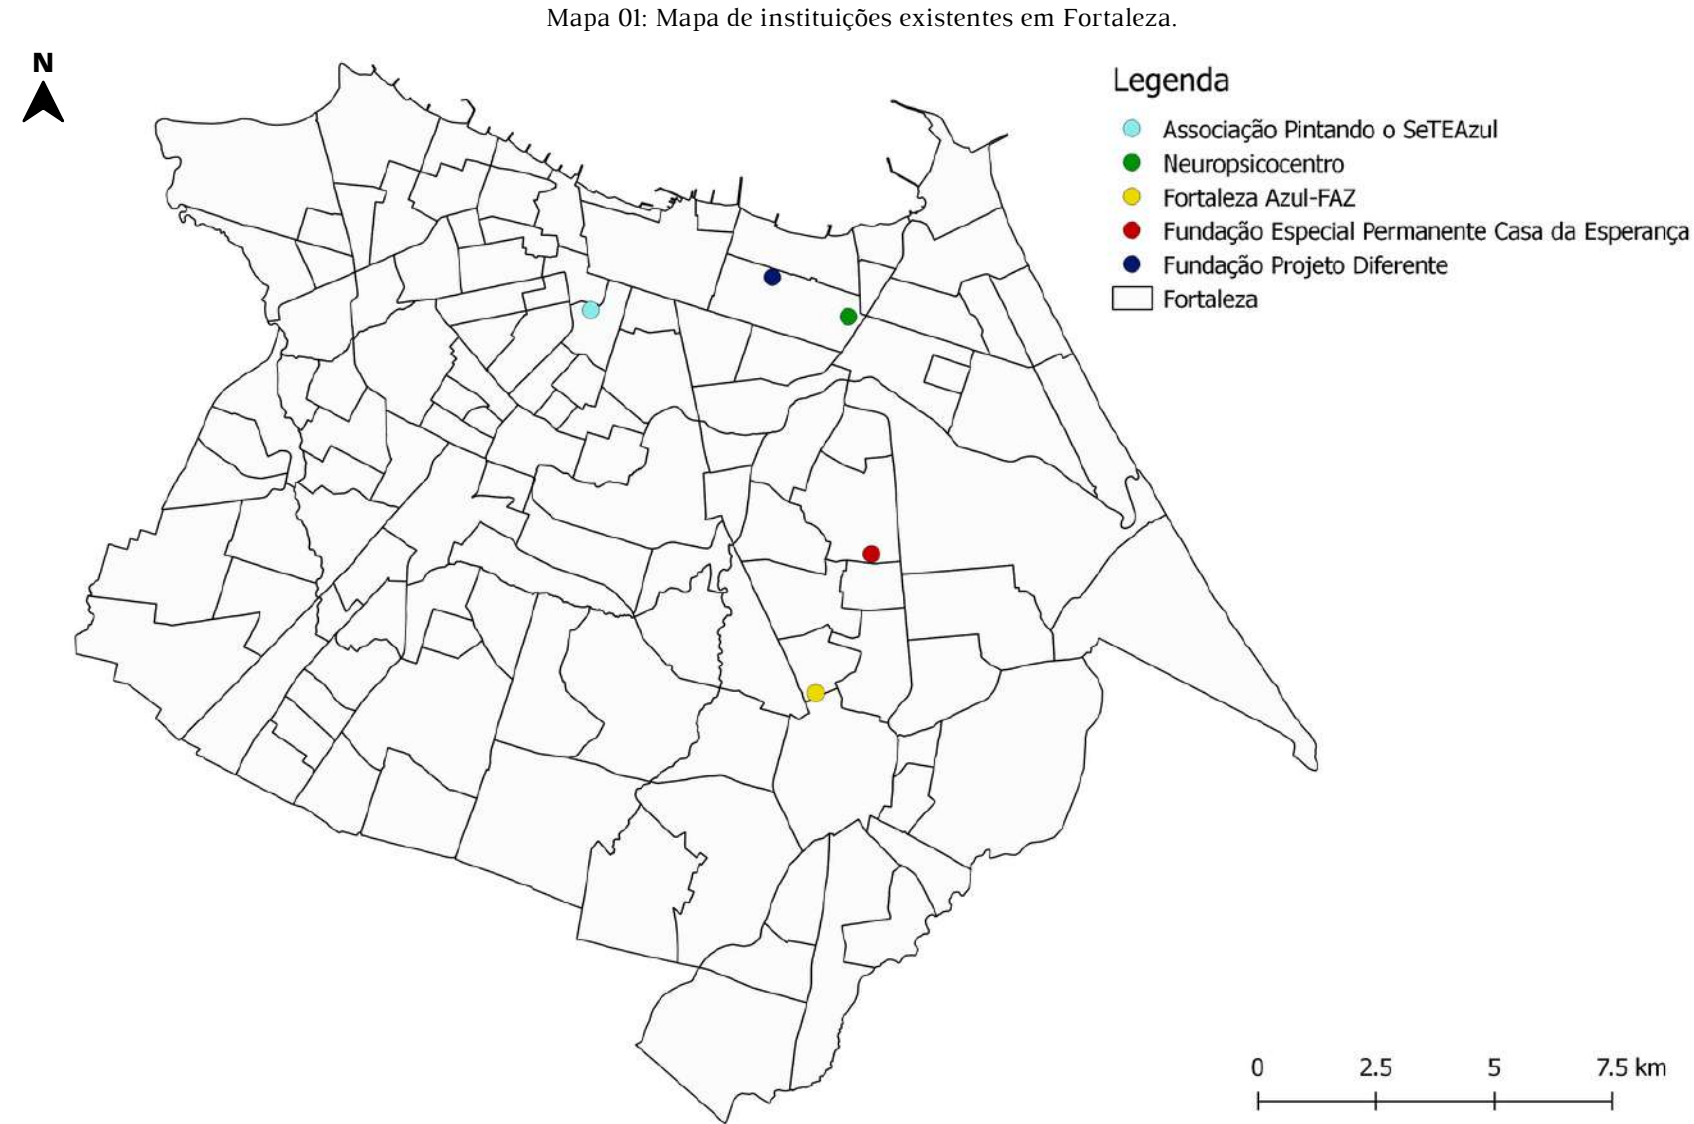 Mapa 01: Mapa de instituições existentes em Fortaleza.
N
Legenda
Associação Pintando o SeTEAzul
Neuropsicocentro
Fortaleza Azul-FAZ
Fundação Especial Permanente Casa da Esperança
Fundação Projeto Diferente
Fortaleza
0 2.5 5 7.5 km